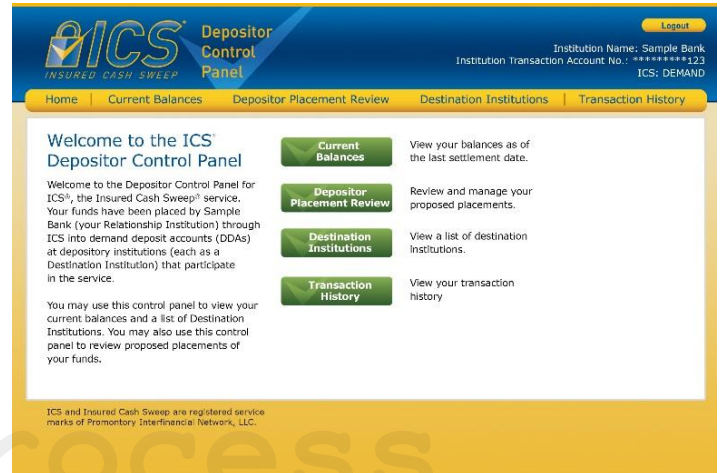 Logout
ICS®
INSURED CASH SWEEP
Depositor
Control
Panel
Institution Name: Sample Bank
Institution Transaction Account No.: *********123
ICS: DEMAND
Home | Current Balances Depositor Placement Review Destination Institutions | Transaction History
Welcome to the ICS®
Depositor Control Panel
Welcome to the Depositor Control Panel for
ICS®, the Insured Cash Sweep® service.
Your funds have been placed by Sample
Bank (your Relationship Institution) through
ICS into demand deposit accounts (DDAs)
at depository institutions (each as a
Destination Institution) that participate
in the service.
You may use this control panel to view your
current balances and a list of Destination
Institutions. You may also use this control
panel to review proposed placements of
your funds.
Current
Balances
View your balances as of
the last settlement date.
Depositor
Placement Review
Review and manage your
proposed placements.
Destination
Institutions
View a list of destination
institutions.
Transaction
History
View your transaction
history
ICS and Insured Cash Sweep are registered service
marks of Promontory Interfinancial Network, LLC.
rocess